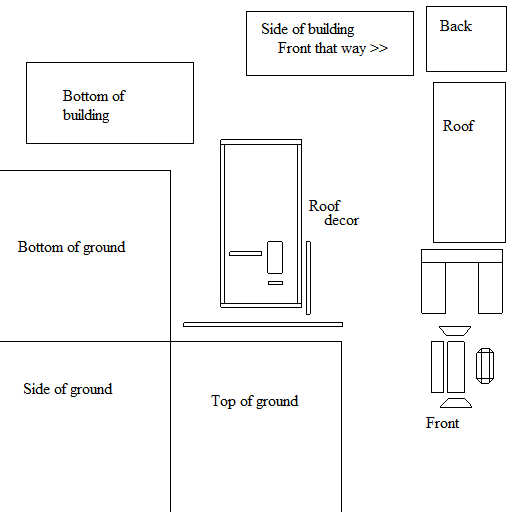 Side of building
Front that way >>
Back
Bottom of
building
Roof
Roof
decor
Bottom of ground
Side of ground
Top of ground
Front